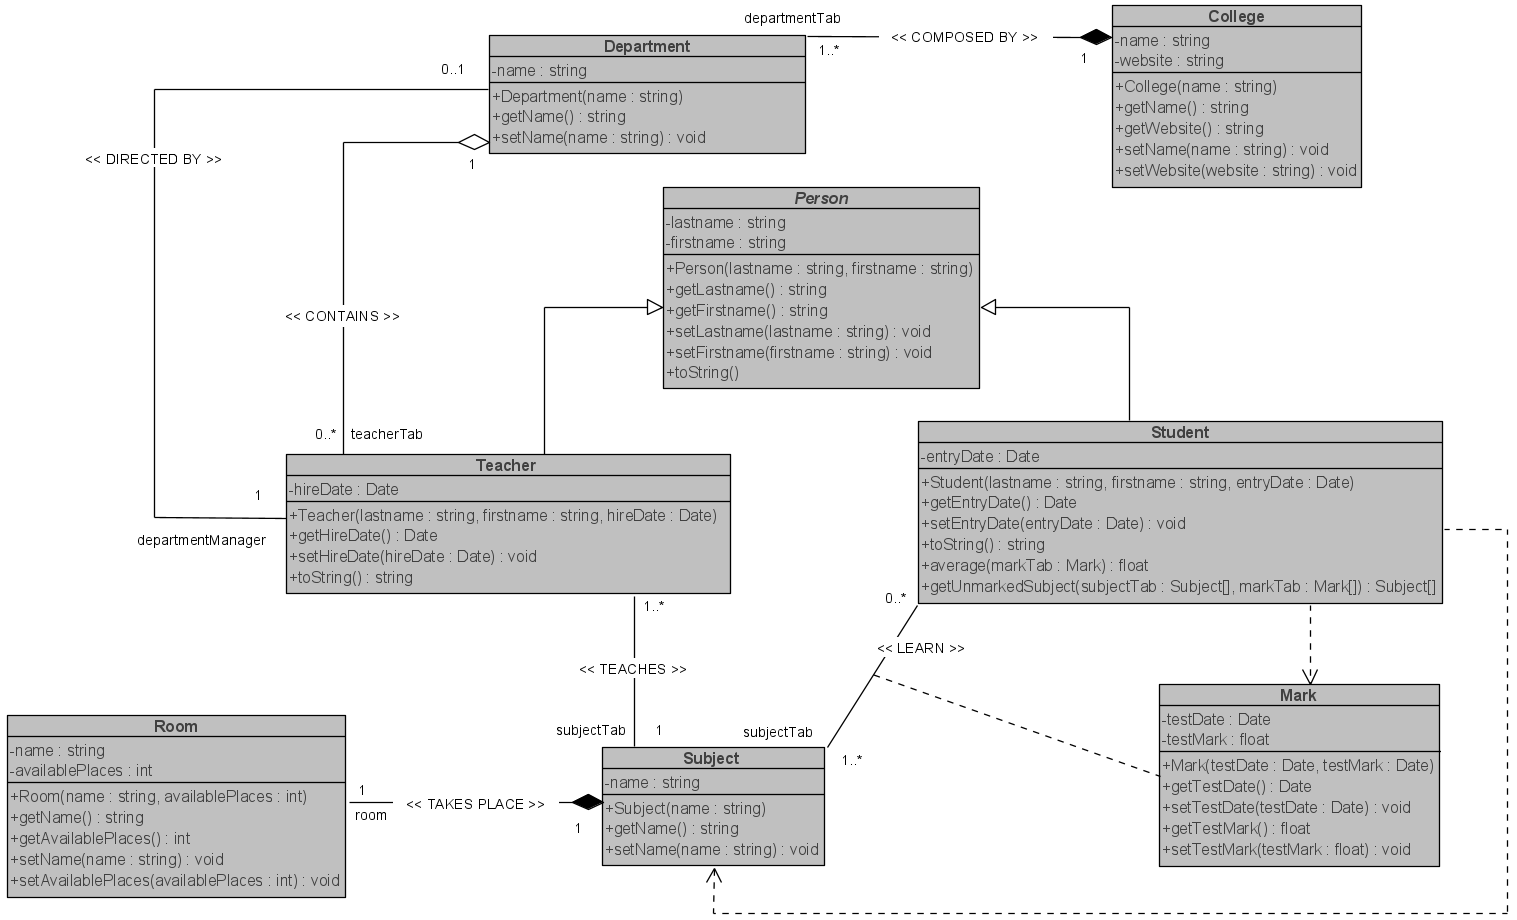 departmentTab
1..*
<< COMPOSED BY >>
1
College
-name : string
-website : string
+College(name : string)
+getName() : string
+getWebsite() : string
+setName(name : string) : void
+setWebsite(website : string) : void
Department
-name : string
+Department(name : string)
+getName() : string
+setName(name : string) : void
0..1
<< DIRECTED BY >>
1
<< CONTAINS >>
0..*
teacherTab
1
departmentManager
Person
-lastname : string
-firstname : string
+Person(lastname : string, firstname : string)
+getLastname() : string
+getFirstname() : string
+setLastname(lastname : string) : void
+setFirstname(firstname : string) : void
+toString()
Teacher
-hireDate : Date
+Teacher(lastname : string, firstname : string, hireDate : Date)
+getHireDate() : Date
+setHireDate(hireDate : Date) : void
+toString() : string
Student
-entryDate : Date
+Student(lastname : string, firstname : string, entryDate : Date)
+getEntryDate() : Date
+setEntryDate(entryDate : Date) : void
+toString() : string
+average(markTab : Mark) : float
+getUnmarkedSubject(subjectTab : Subject[], markTab : Mark[]) : Subject[]
1..*
<< TEACHES >>
subjectTab
1
0..*
<< LEARN >>
subjectTab
1..*
Mark
-testDate : Date
-testMark : float
+Mark(testDate : Date, testMark : Date)
+getTestDate() : Date
+setTestDate(testDate : Date) : void
+getTestMark() : float
+setTestMark(testMark : float) : void
Room
-name : string
-availablePlaces : int
+Room(name : string, availablePlaces : int)
+getName() : string
+getAvailablePlaces() : int
+setName(name : string) : void
+setAvailablePlaces(availablePlaces : int) : void
1
room
<< TAKES PLACE >>
1
Subject
-name : string
+Subject(name : string)
+getName() : string
+setName(name : string) : void